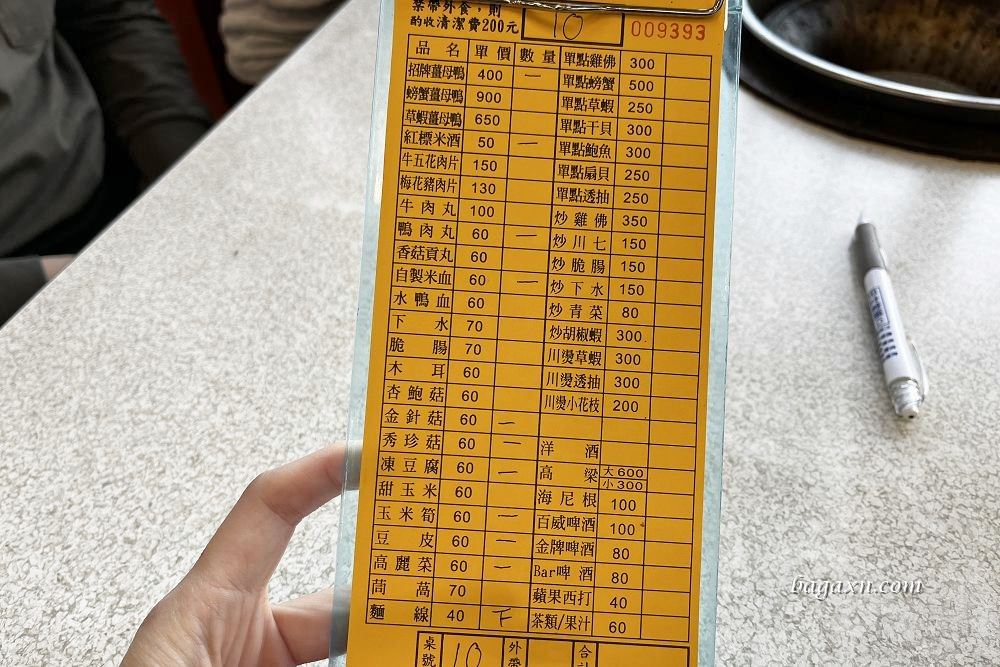 禁帶外食，則
酌收清潔費200元 10 009393
品名 單價 數量 單點雞佛 300
招牌薑母鴨 400 一 單點螃蟹 500
螃蟹薑母鴨 900 單點草蝦 250
草蝦薑母鴨 650 單點干貝 300
紅標米酒 50 一 單點鮑魚 300
牛五花肉片 150 單點扇貝 250
梅花豬肉片 130 單點透抽 250
牛肉丸 100 炒雞佛 350
鴨肉丸 60 一 炒川七 150
香菇貢丸 60 炒脆腸 150
自製米血 60 一 炒下水 150
水鴨血 60 炒青菜 80
下水 70 炒胡椒蝦 300
脆腸 70 川燙草蝦 300
木耳 60 川燙透抽 300
杏鮑菇 60 川燙小花枝 200
金針菇 60 一
秀珍菇 60 一 洋酒
凍豆腐 60 一 高梁 大600 小300
甜玉米 60 海尼根 100
玉米筍 60 一 百威啤酒 100
豆皮 60 一 金牌啤酒 80
高麗菜 60 一 Bar啤酒 80
茼萵 70 蘋果西打 40
麵線 40 下 茶類/果汁 60
桌號 10 外帶 合
bagaxn.com